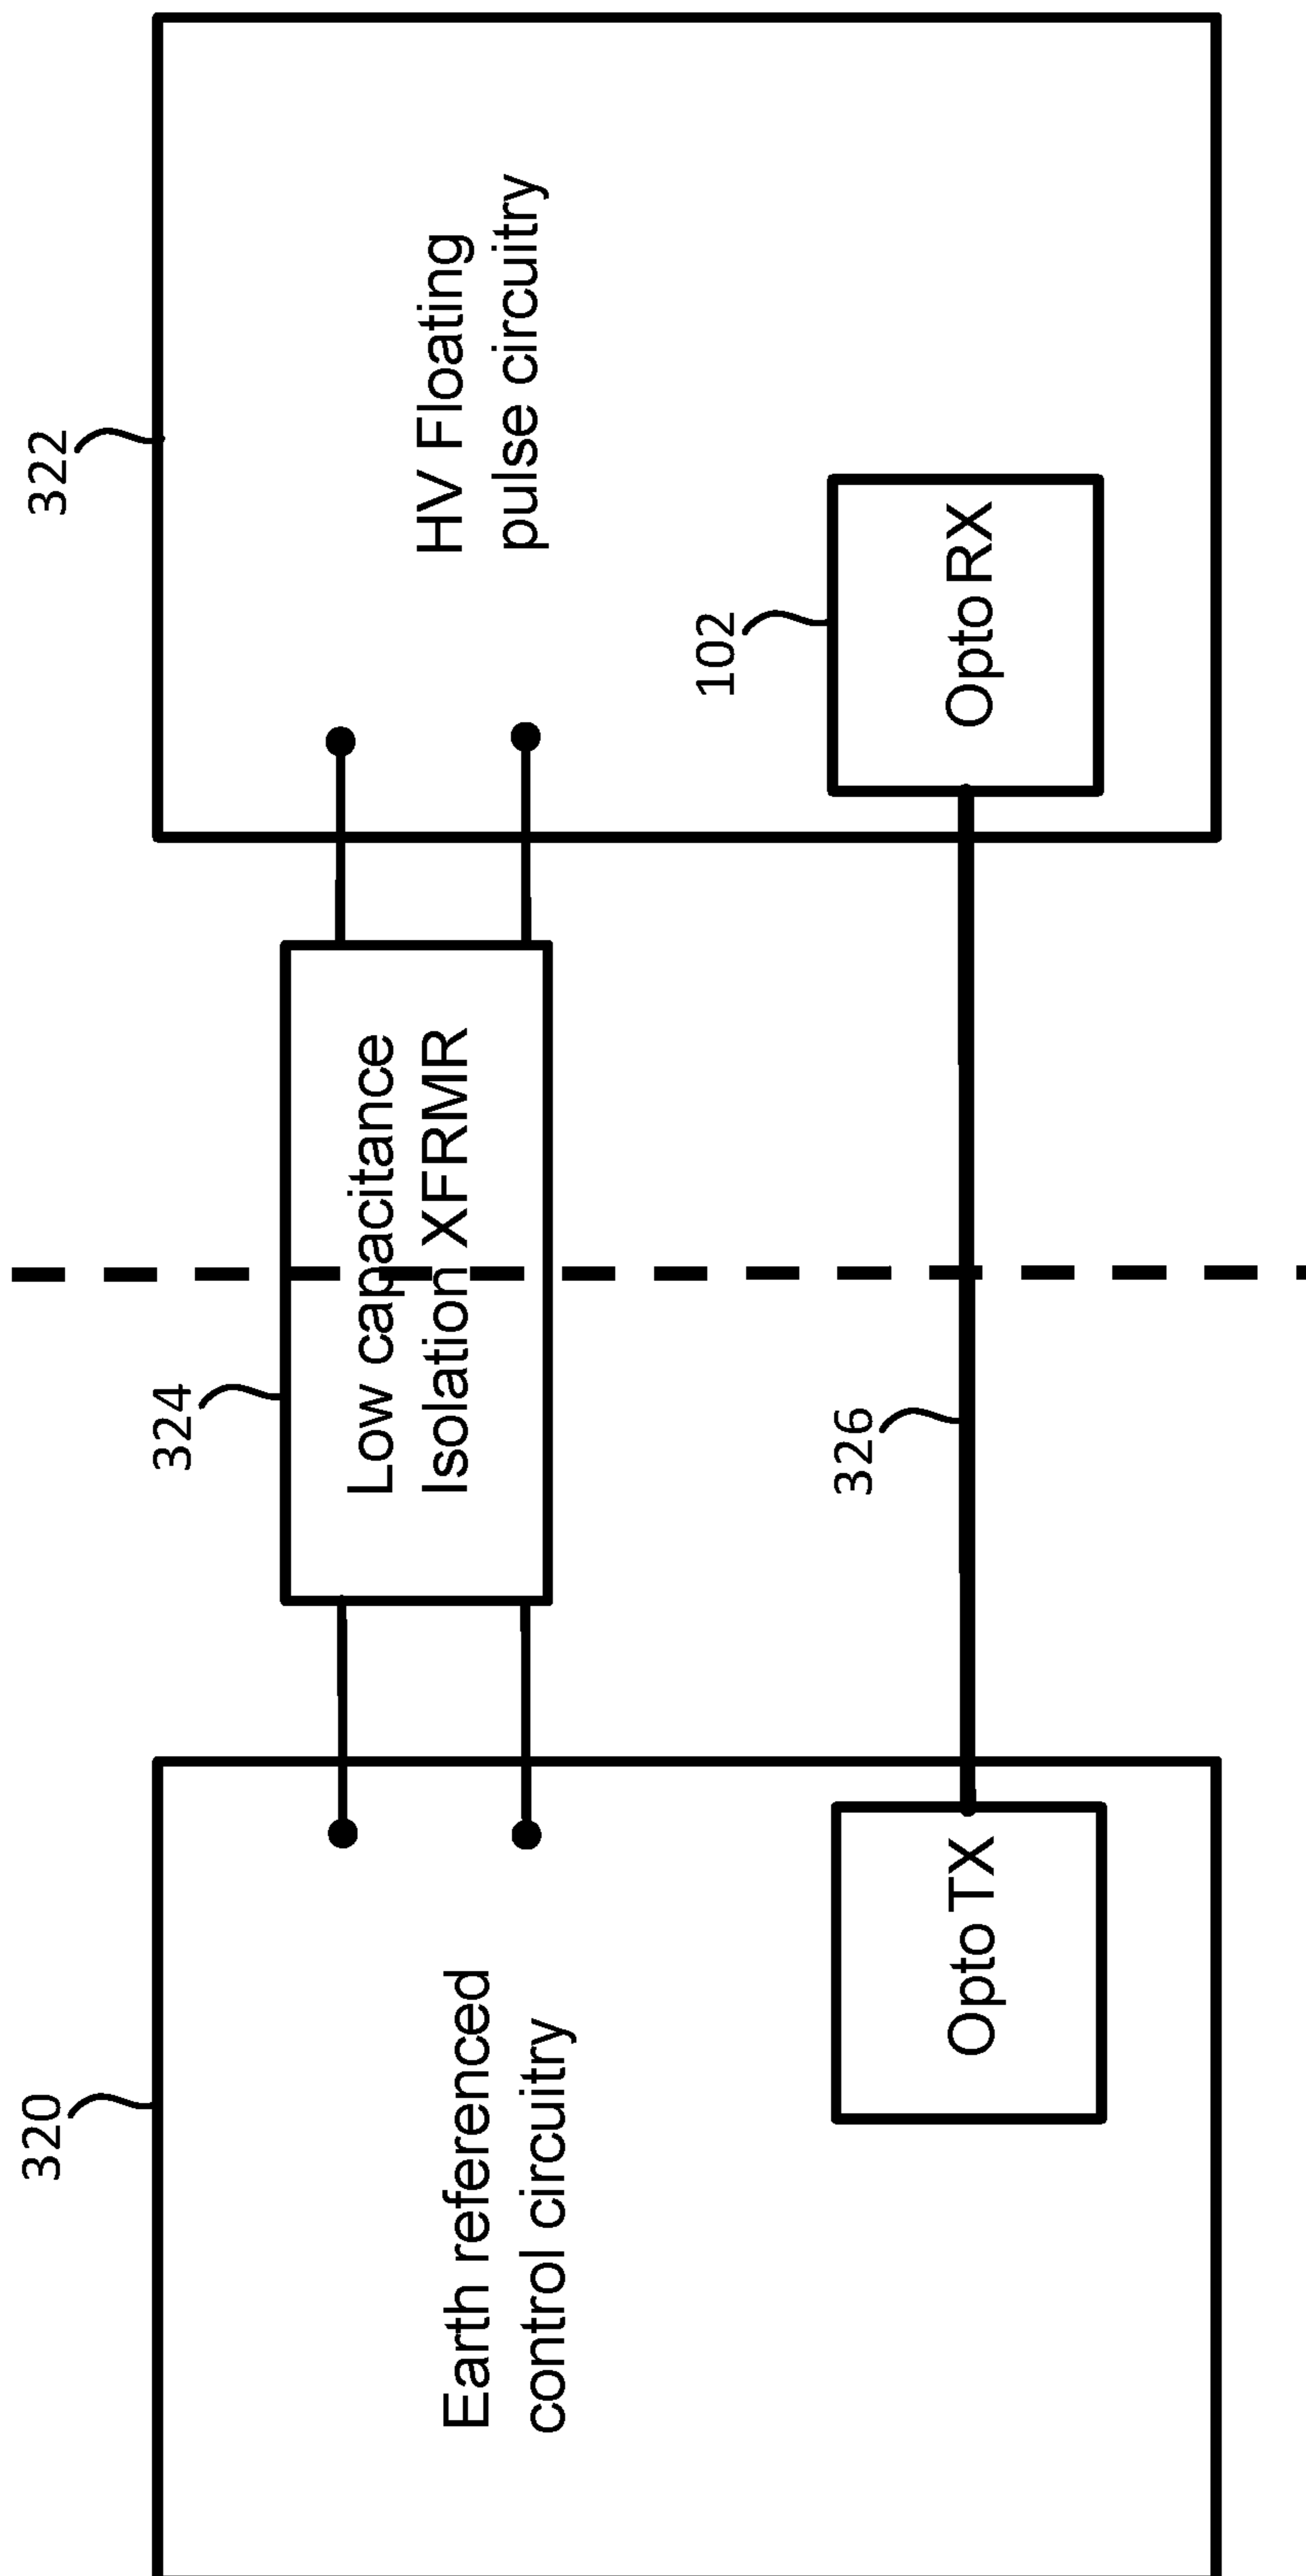 320
Earth referenced
control circuitry
Opto TX
324
Low capacitance
Isolation XFRMR
326
322
HV Floating
pulse circuitry
102
Opto RX